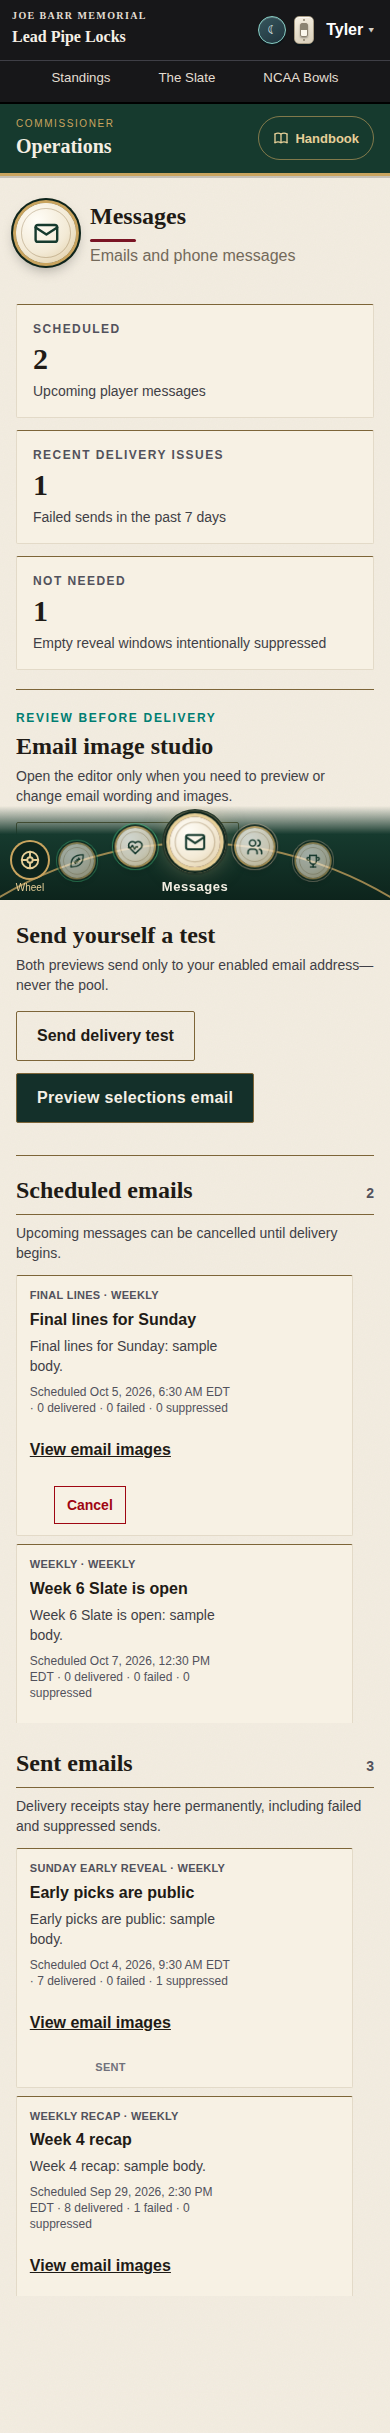 JOE BARR MEMORIAL
Lead Pipe Locks
Tyler
Standings
The Slate
NCAA Bowls
COMMISSIONER
Operations
Handbook
Messages
Emails and phone messages
SCHEDULED
2
Upcoming player messages
RECENT DELIVERY ISSUES
1
Failed sends in the past 7 days
NOT NEEDED
1
Empty reveal windows intentionally suppressed
REVIEW BEFORE DELIVERY
Email image studio
Open the editor only when you need to preview or
change email wording and images.
Wheel
Messages
Send yourself a test
Both previews send only to your enabled email address—
never the pool.
Send delivery test
Preview selections email
Scheduled emails
2
Upcoming messages can be cancelled until delivery
begins.
FINAL LINES · WEEKLY
Final lines for Sunday
Final lines for Sunday: sample
body.
Scheduled Oct 5, 2026, 6:30 AM EDT
· 0 delivered · 0 failed · 0 suppressed
View email images
Cancel
WEEKLY · WEEKLY
Week 6 Slate is open
Week 6 Slate is open: sample
body.
Scheduled Oct 7, 2026, 12:30 PM
EDT · 0 delivered · 0 failed · 0
suppressed
Sent emails
3
Delivery receipts stay here permanently, including failed
and suppressed sends.
SUNDAY EARLY REVEAL · WEEKLY
Early picks are public
Early picks are public: sample
body.
Scheduled Oct 4, 2026, 9:30 AM EDT
· 7 delivered · 0 failed · 1 suppressed
View email images
SENT
WEEKLY RECAP · WEEKLY
Week 4 recap
Week 4 recap: sample body.
Scheduled Sep 29, 2026, 2:30 PM
EDT · 8 delivered · 1 failed · 0
suppressed
View email images